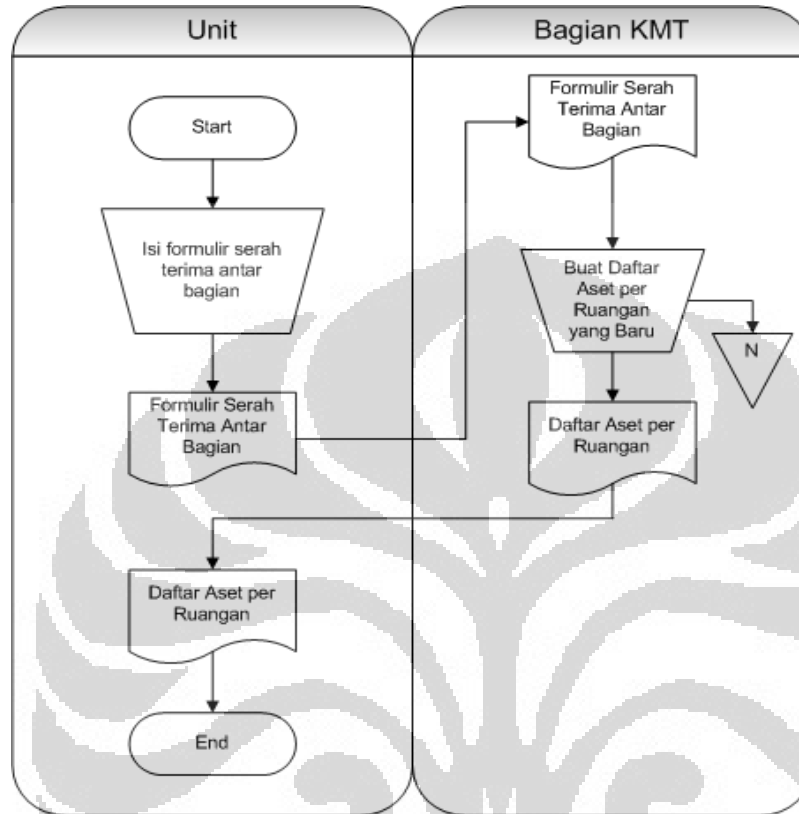 Unit
Start
Isi formulir serah
terima antar
bagian
Formulir Serah
Terima Antar
Bagian
Daftar Aset per
Ruangan
End
Bagian KMT
Formulir Serah
Terima Antar
Bagian
Buat Daftar
Aset per
Ruangan
yang Baru
N
Daftar Aset per
Ruangan